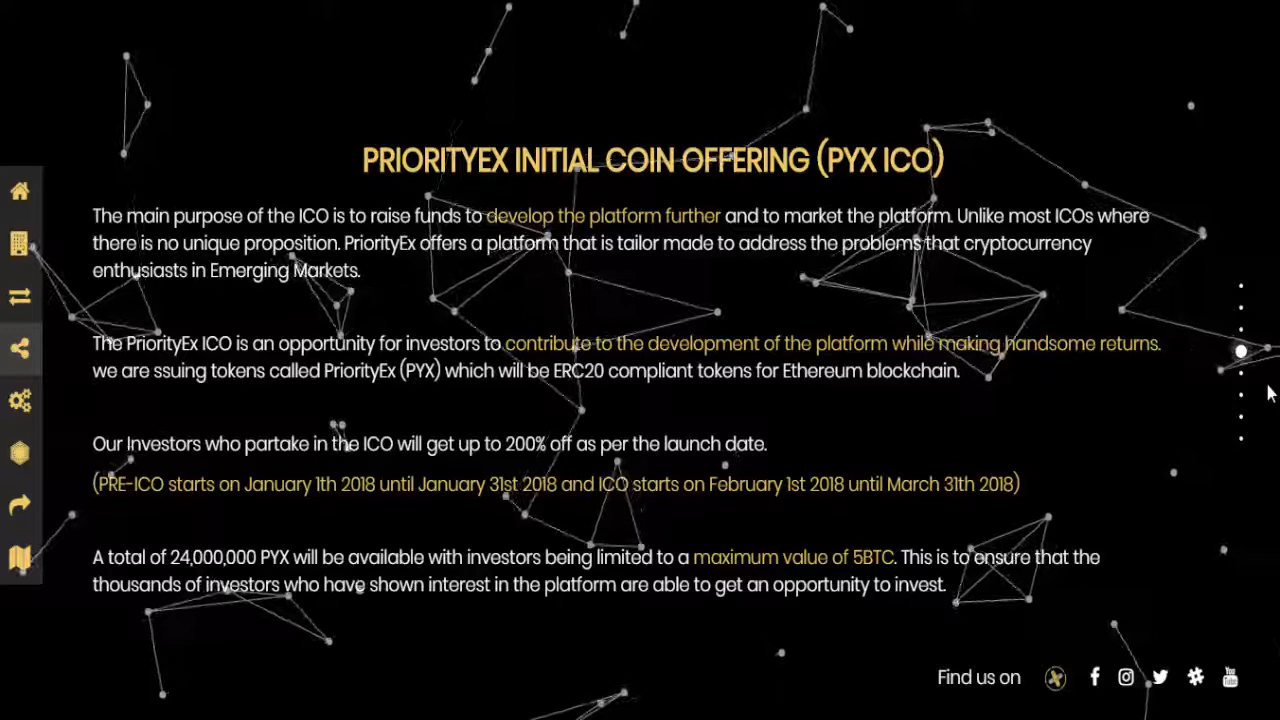 PRIORITYEX INITIAL COIN OFFERING (PYX ICO)
The main purpose of the ICO is to raise funds to develop the platform further and to market the platform. Unlike most ICOs where
there is no unique proposition. PriorityEx offers a platform that is tailor made to address the problems that cryptocurrency
enthusiasts in Emerging Markets.
The PriorityEx ICO is an opportunity for investors to contribute to the development of the platform while making handsome returns.
we are ssuing tokens called PriorityEx (PYX) which will be ERC20 compliant tokens for Ethereum blockchain.
Our Investors who partake in the ICO will get up to 200% off as per the launch date.
(PRE-ICO starts on January 1th 2018 until January 31st 2018 and ICO starts on February 1st 2018 until March 31th 2018)
A total of 24,000,000 PYX will be available with investors being limited to a maximum value of 5BTC. This is to ensure that the
thousands of investors who have shown interest in the platform are able to get an opportunity to invest.
Find us on